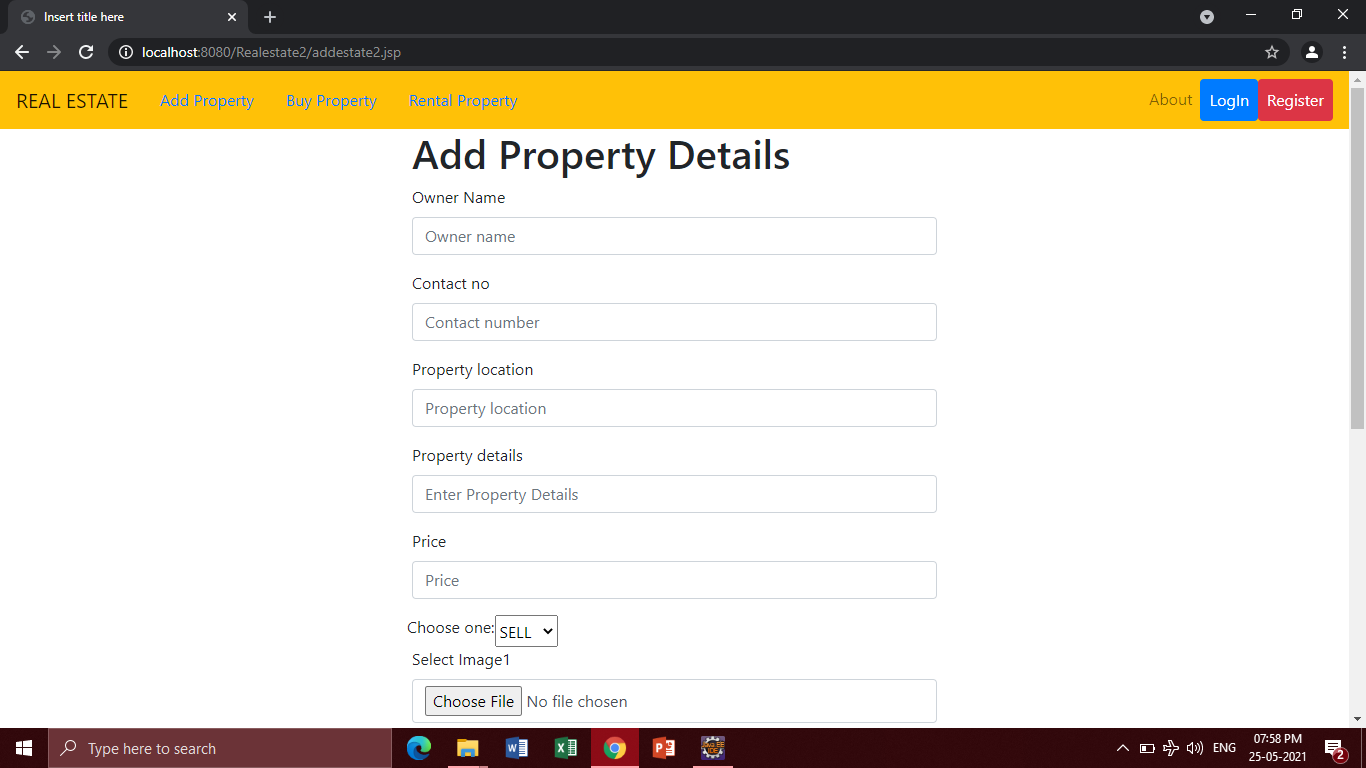 Insert title here
localhost:8080/Realestate2/addestate2.jsp
REAL ESTATE Add Property Buy Property Rental Property About LogIn Register
Add Property Details
Owner Name
Owner name
Contact no
Contact number
Property location
Property location
Property details
Enter Property Details
Price
Price
Choose one: SELL
Select Image1
Choose File No file chosen
Type here to search
ENG
07:58 PM
25-05-2021
2